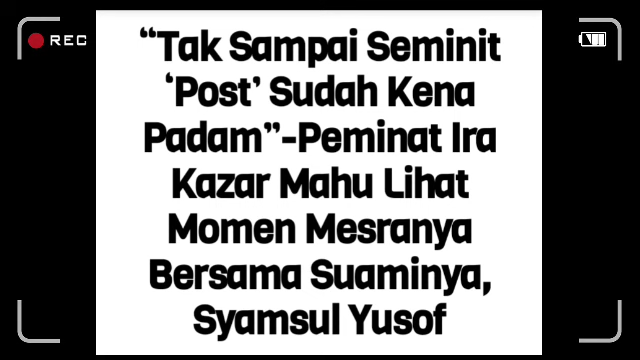 REC
“Tak Sampai Seminit
‘Post’ Sudah Kena
Padam”-Peminat Ira
Kazar Mahu Lihat
Momen Mesranya
Bersama Suaminya,
Syamsul Yusof